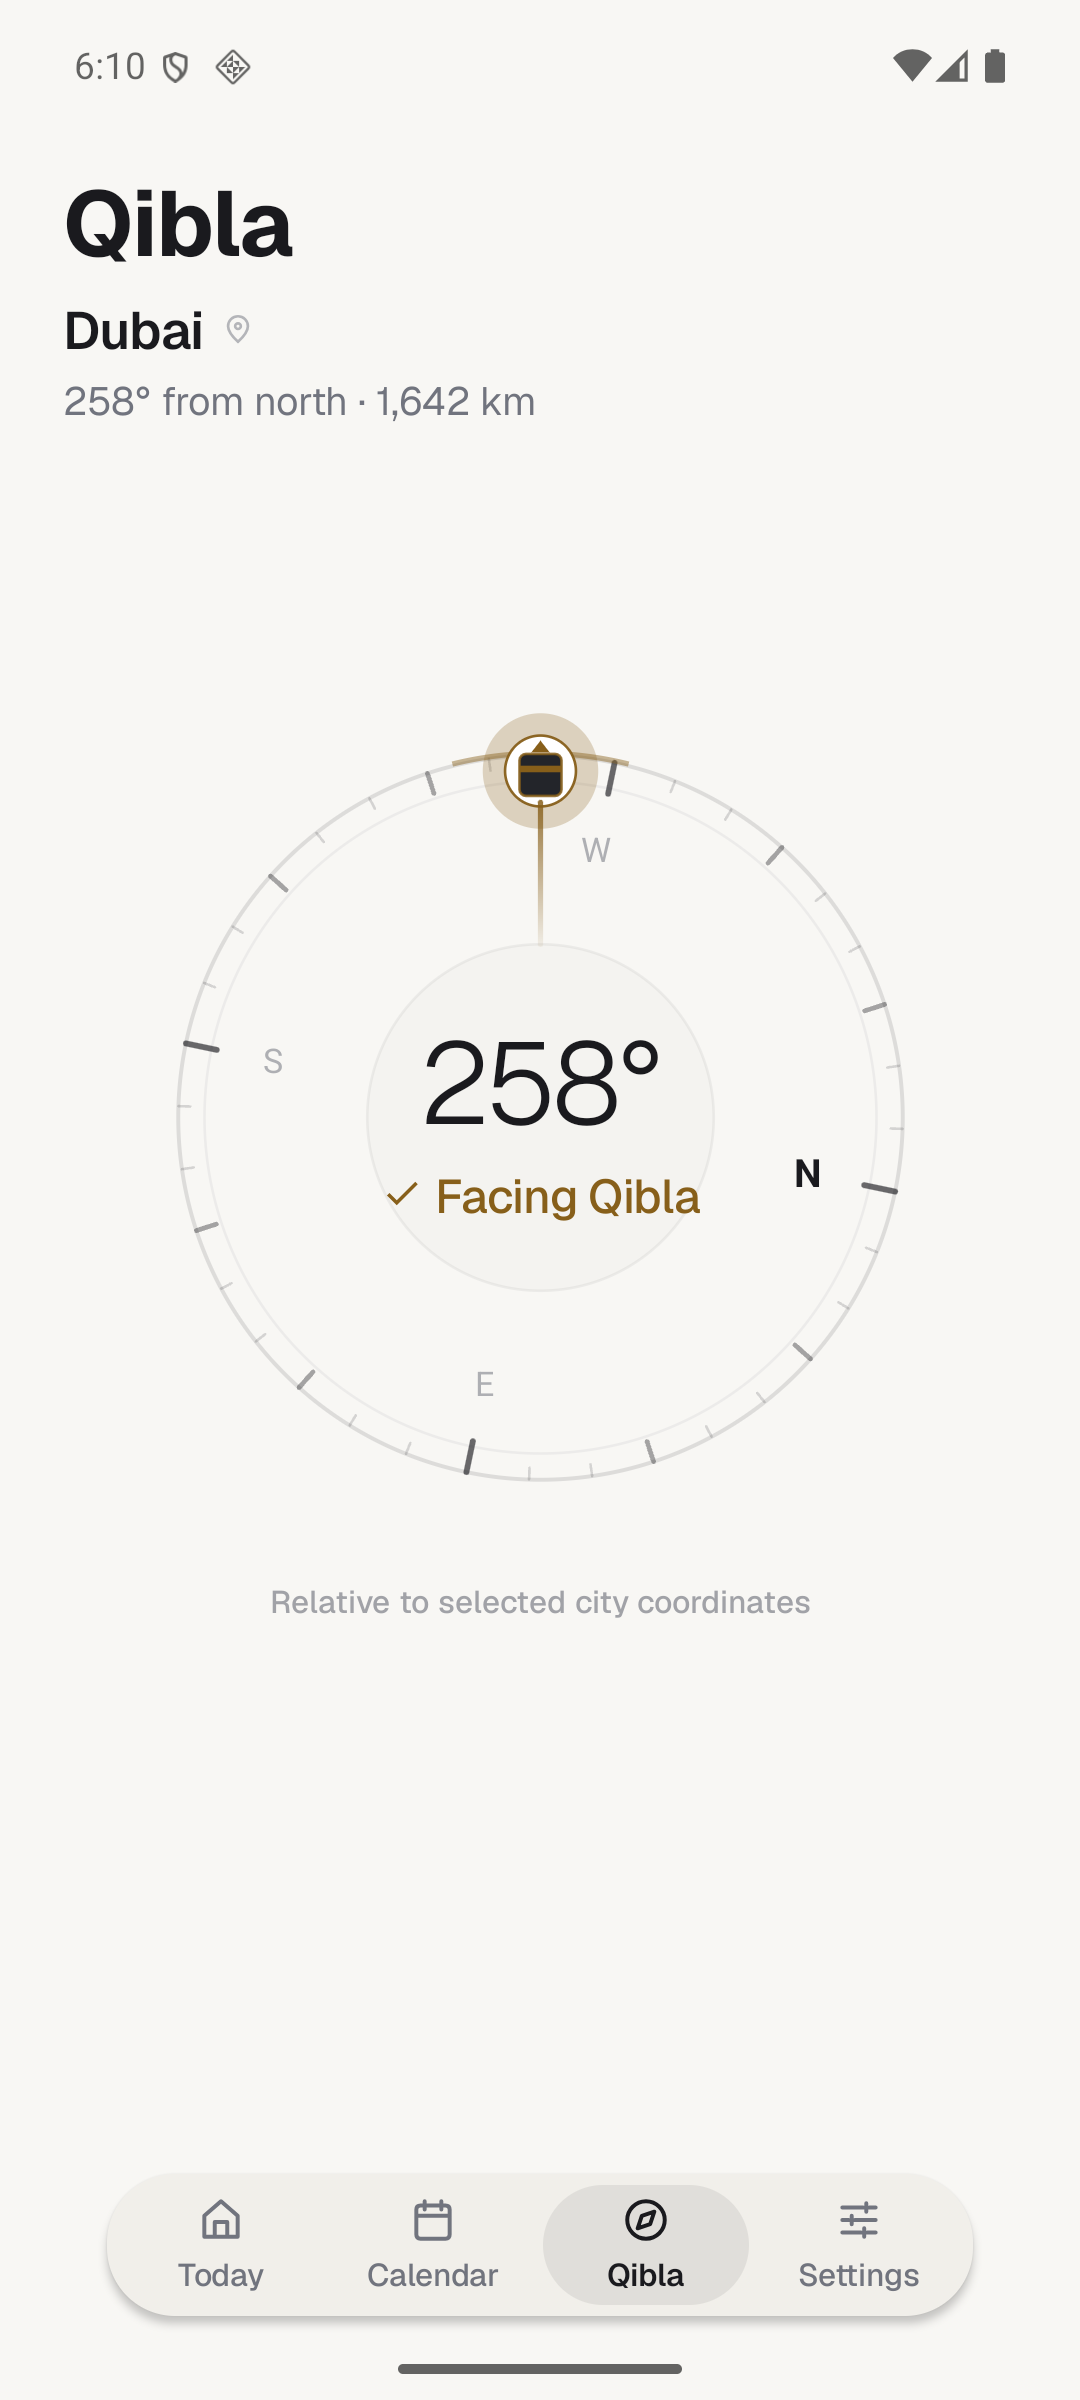 6:10
Qibla
Dubai
258° from north · 1,642 km
W
S
258°
N
Facing Qibla
E
Relative to selected city coordinates
Today
Calendar
Qibla
Settings